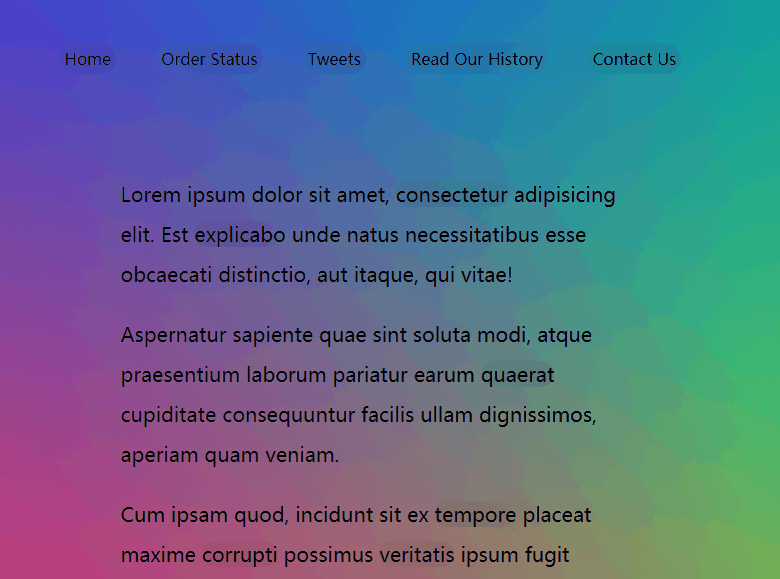 Home Order Status Tweets Read Our History Contact Us
Lorem ipsum dolor sit amet, consectetur adipisicing
elit. Est explicabo unde natus necessitatibus esse
obcaecati distinctio, aut itaque, qui vitae!
Aspernatur sapiente quae sint soluta modi, atque
praesentium laborum pariatur earum quaerat
cupiditate consequuntur facilis ullam dignissimos,
aperiam quam veniam.
Cum ipsam quod, incidunt sit ex tempore placeat
maxime corrupti possimus veritatis ipsum fugit